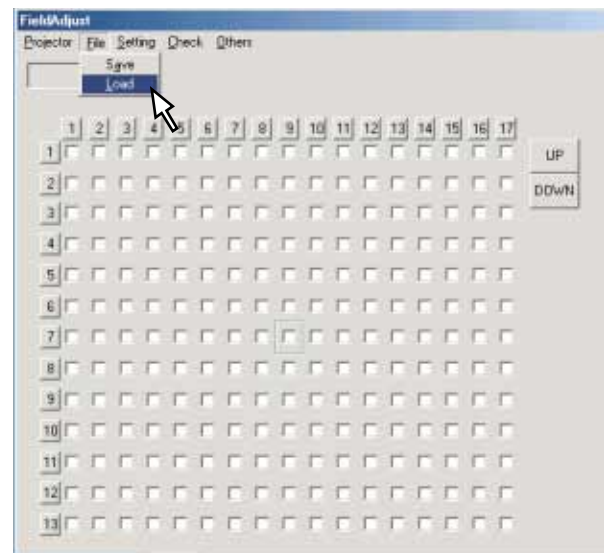 FieldAdjust
Projector File Setting Check Others
Save
Load
1 2 3 4 5 6 7 8 9 10 11 12 13 14 15 16 17
1
UP
2
DOWN
3
4
5
6
7
8
9
10
11
12
13